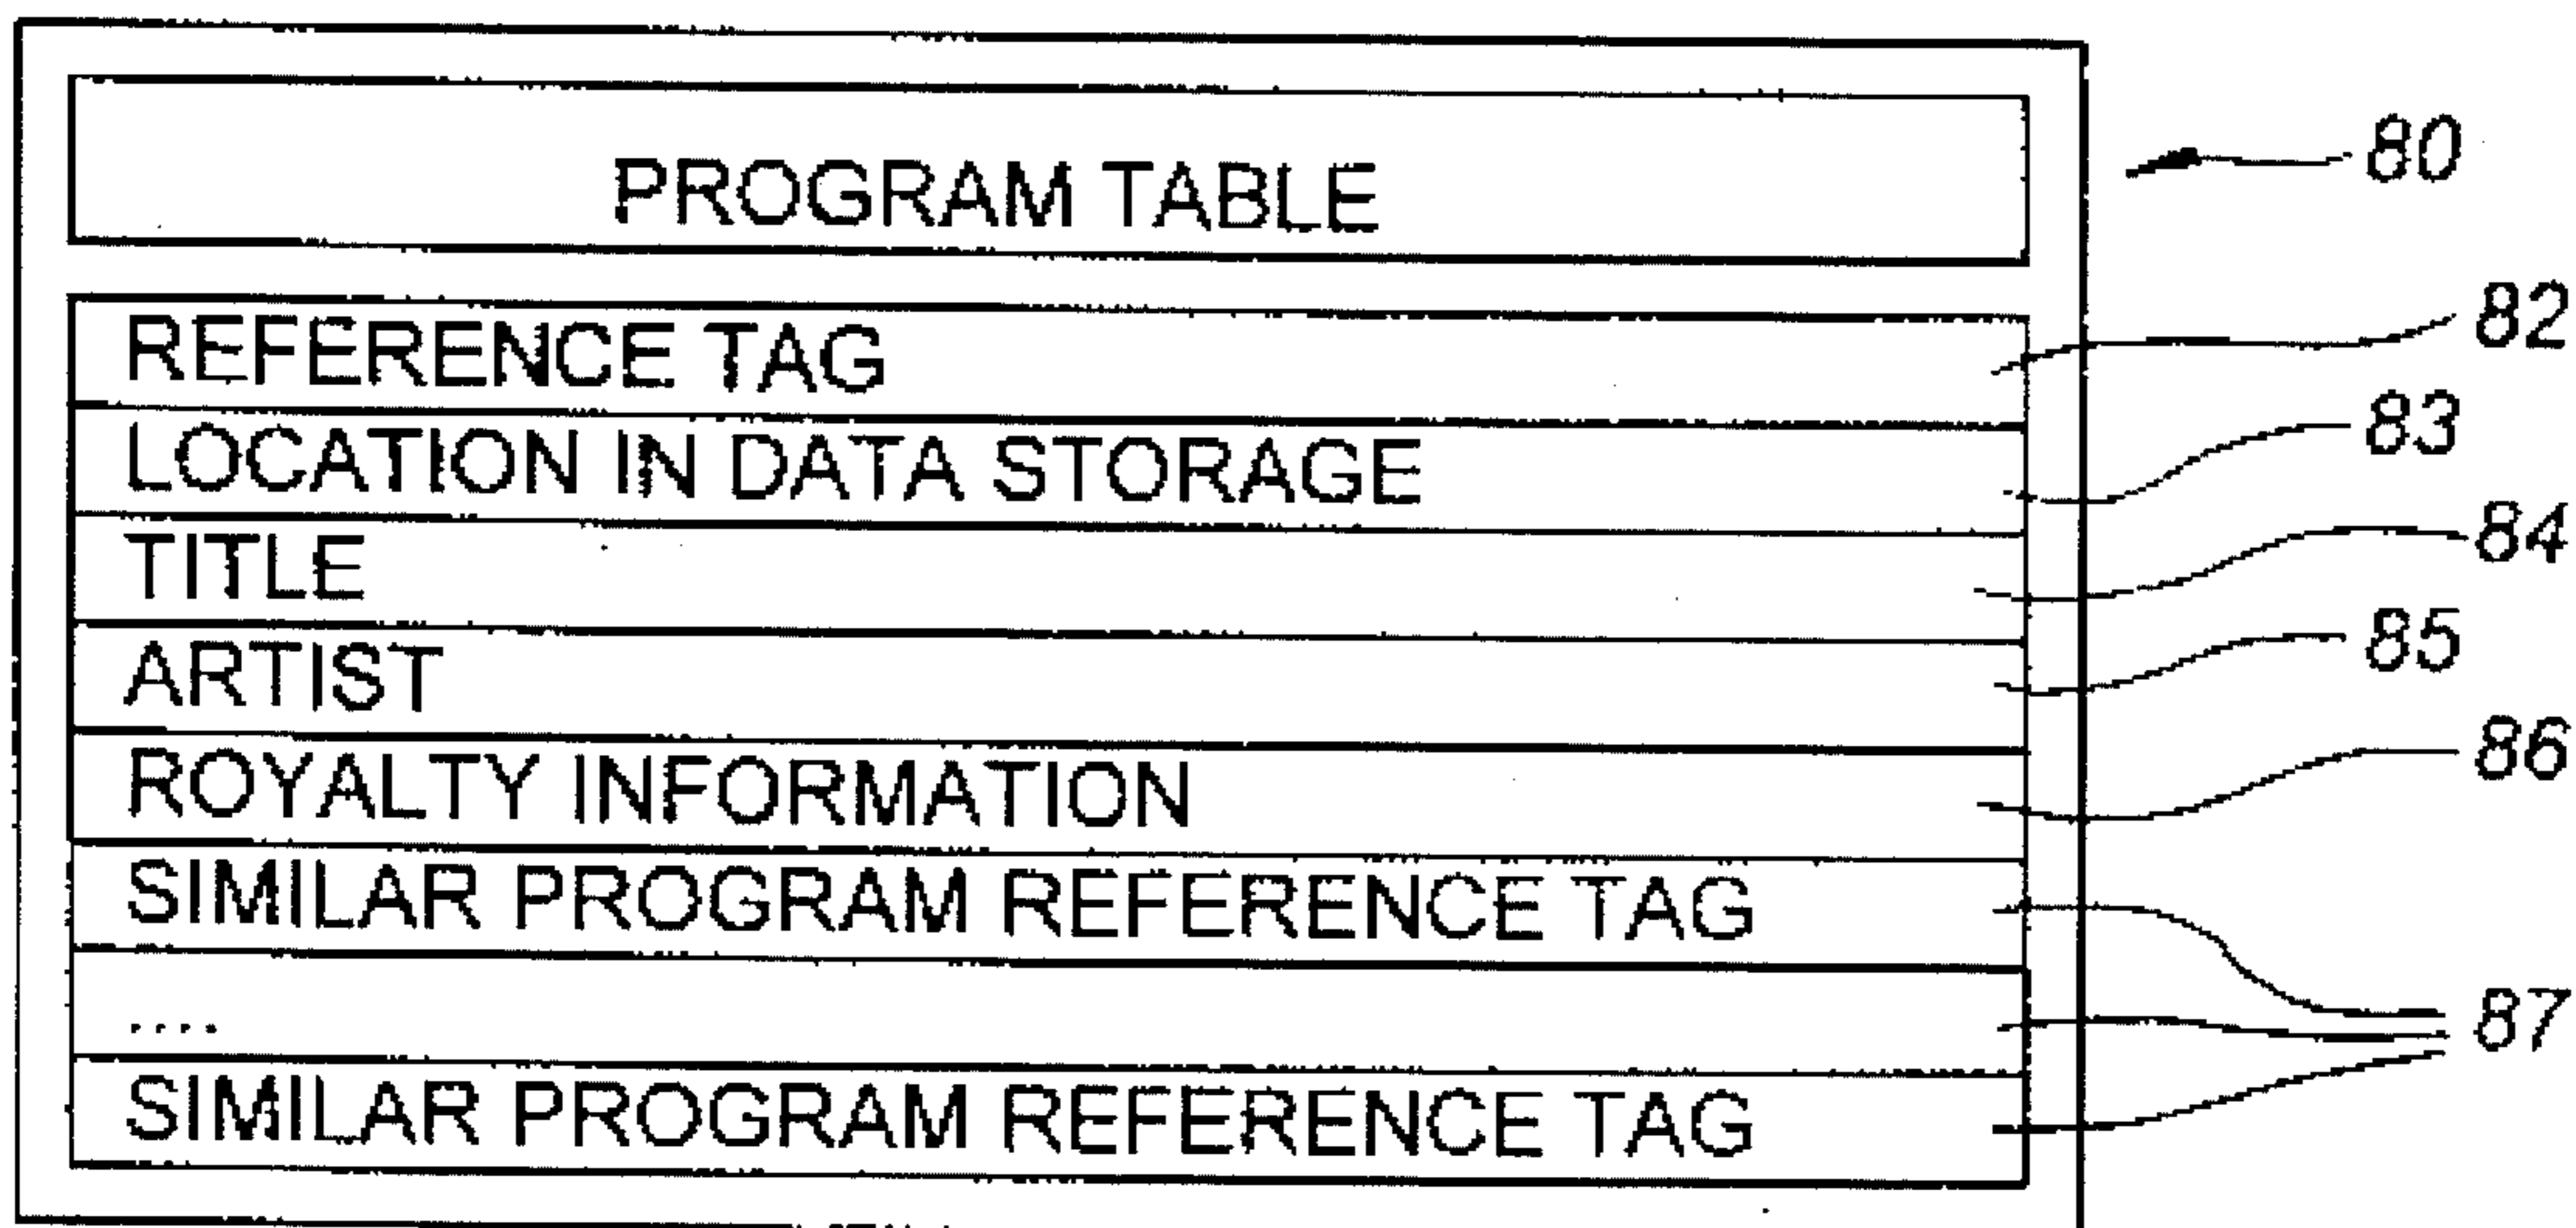 PROGRAM TABLE
80
REFERENCE TAG
82
LOCATION IN DATA STORAGE
83
TITLE
84
ARTIST
85
ROYALTY INFORMATION
86
SIMILAR PROGRAM REFERENCE TAG
....
87
SIMILAR PROGRAM REFERENCE TAG